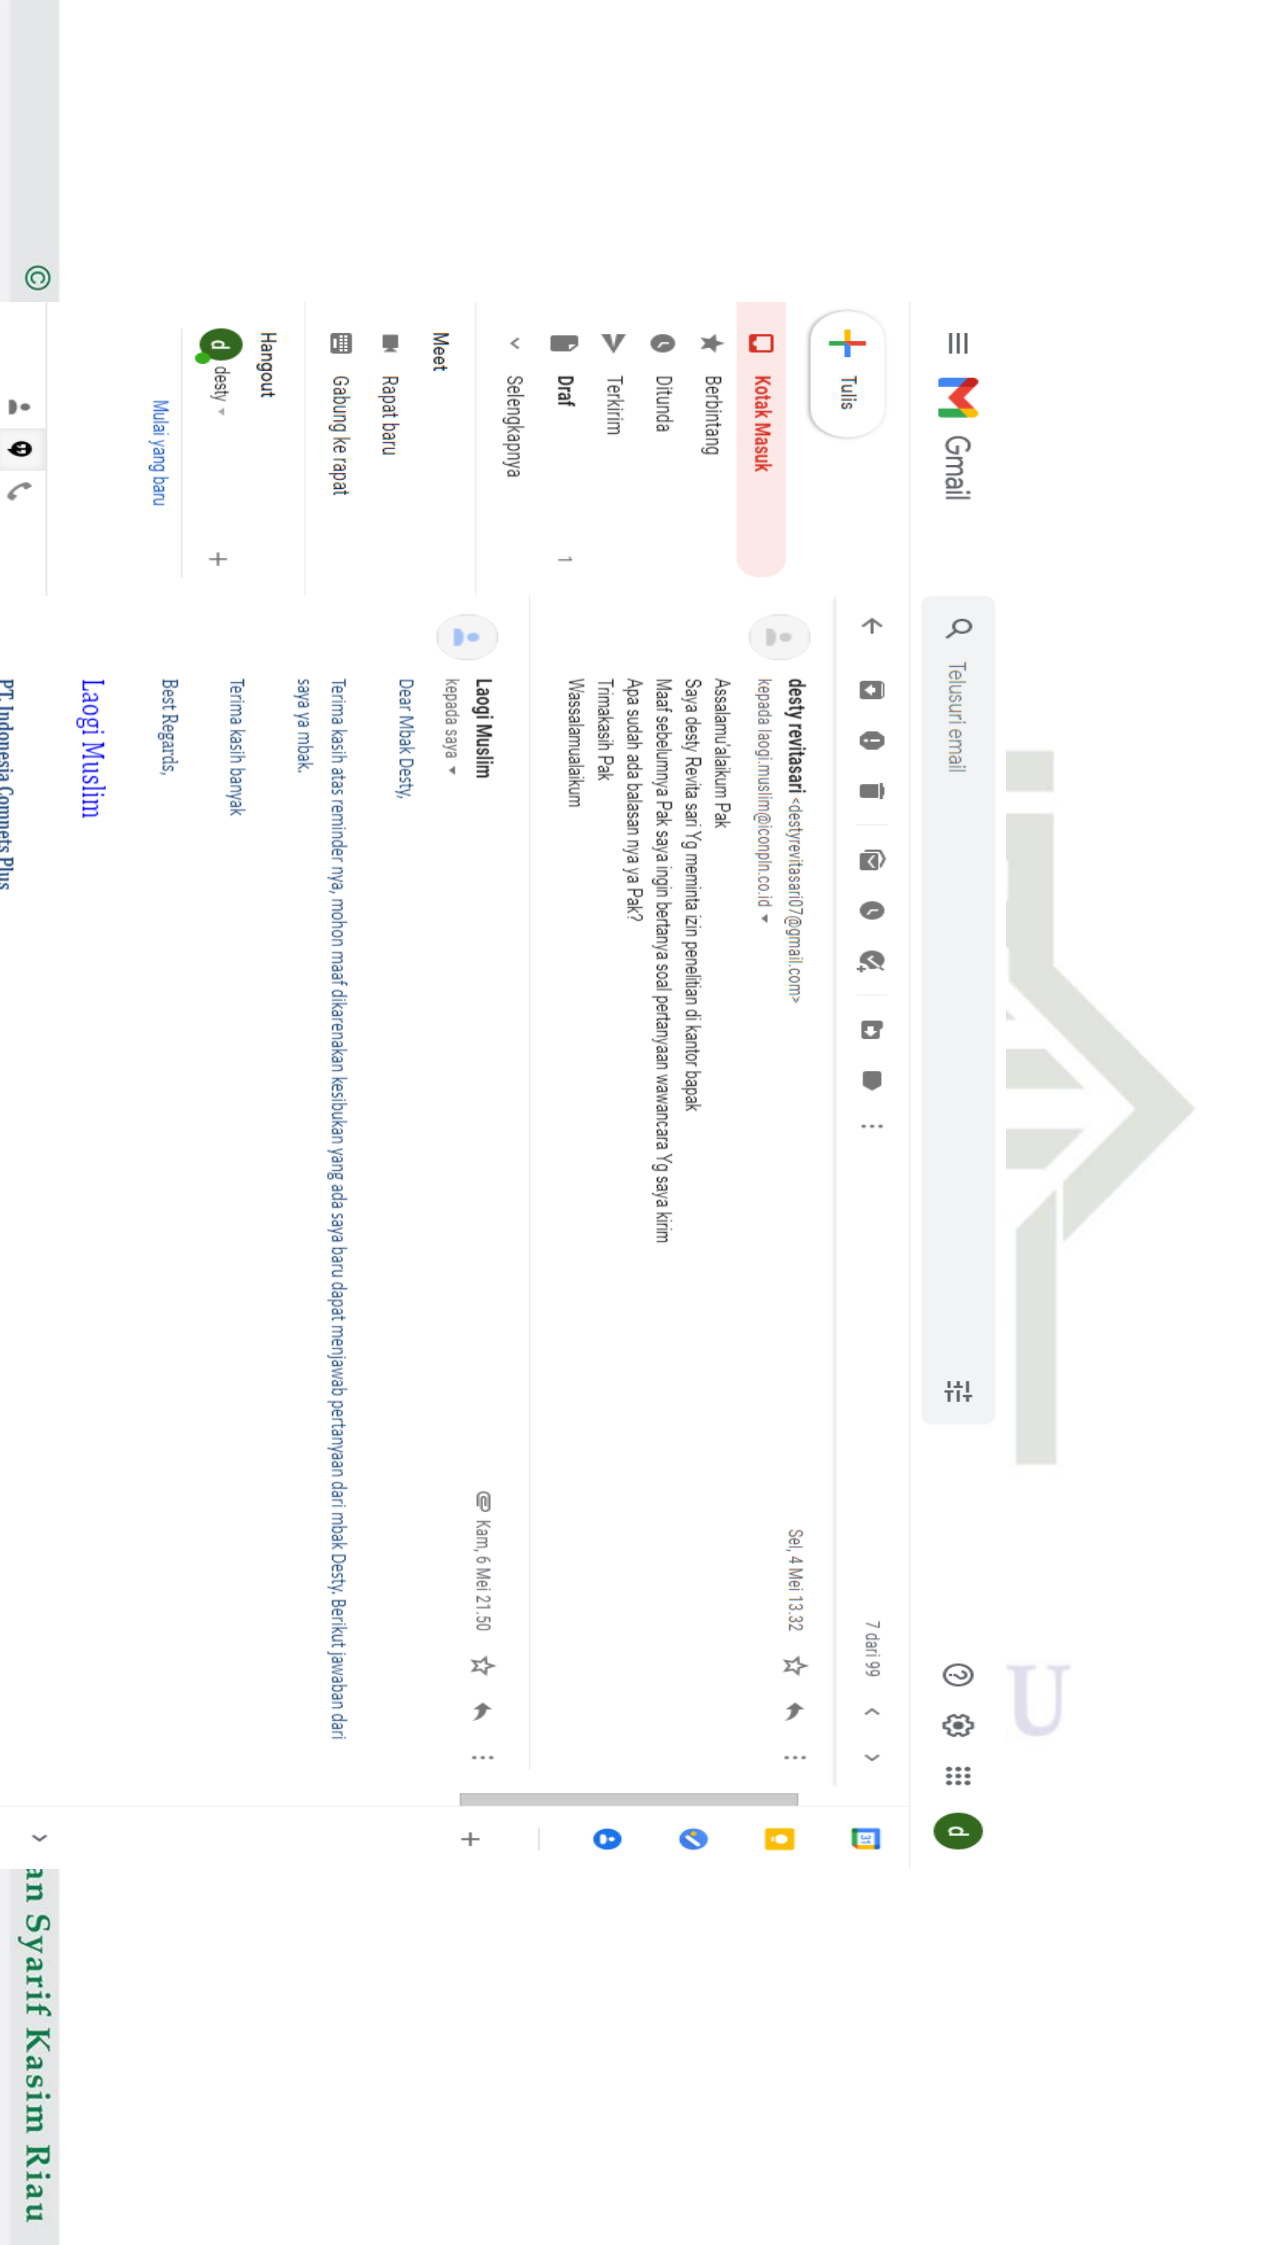 U
Gmail
Telusuri email
Tulis
7 dari 99
Kotak Masuk
Berbintang
Ditunda
Terkirim
Draf 1
Selengkapnya
Meet
Rapat baru
Gabung ke rapat
Hangout
d desty
Mulai yang baru
desty revitasari <destyrevitasari07@gmail.com> Sel, 4 Mei 13.32
kepada laogi.muslim@iconpln.co.id
Assalamu'alaikum Pak
Saya desty Revita sari Yg meminta izin penelitian di kantor bapak
Maaf sebelumnya Pak saya ingin bertanya soal pertanyaan wawancara Yg saya kirim
Apa sudah ada balasan nya ya Pak?
Trimakasih Pak
Wassalamualaikum
Laogi Muslim Kam, 6 Mei 21.50
kepada saya
Dear Mbak Desty,
Terima kasih atas reminder nya, mohon maaf dikarenakan kesibukan yang ada saya baru dapat menjawab pertanyaan dari mbak Desty. Berikut jawaban dari
saya ya mbak.
Terima kasih banyak
Best Regards,
Laogi Muslim
PT. Indonesia Comnets Plus
d
31
©
an Syarif Kasim Riau